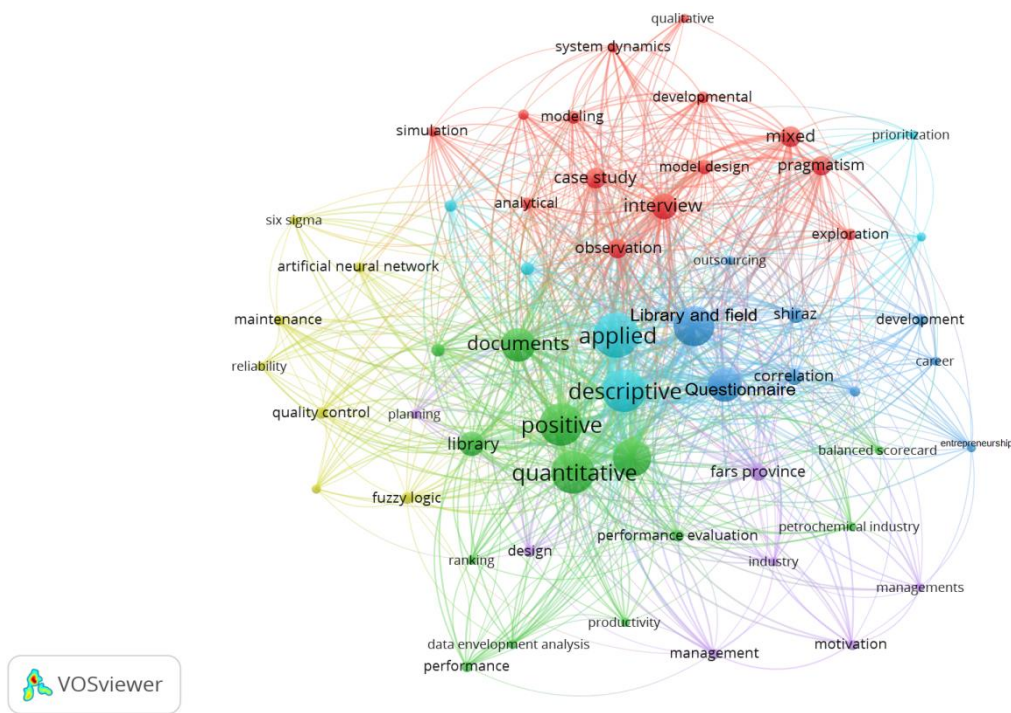 qualitative
system dynamics
developmental
modeling
simulation
mixed
prioritization
model design
pragmatism
case study
analytical
interview
six sigma
exploration
observation
outsourcing
artificial neural network
Library and field
shiraz
maintenance
development
applied
documents
career
reliability
correlation
descriptive
Questionnaire
quality control
planning
positive
library
entrepreneurship
balanced scorecard
quantitative
fars province
fuzzy logic
petrochemical industry
performance evaluation
design
ranking
industry
managements
productivity
data envelopment analysis
motivation
management
performance
VOSviewer